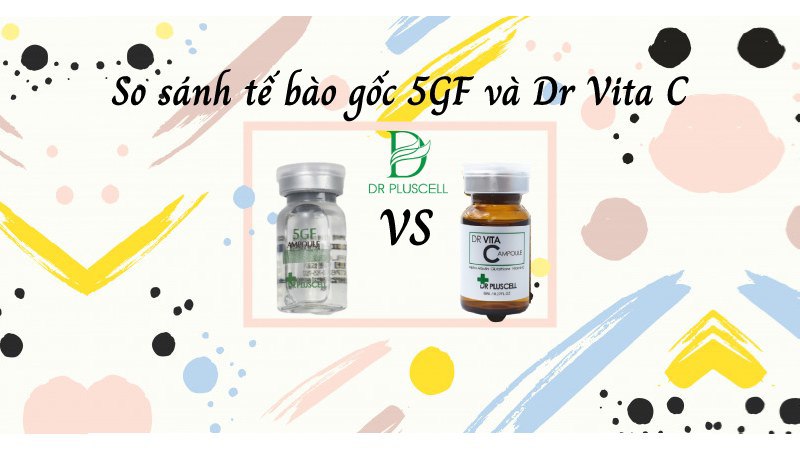 So sánh tế bào gốc 5GF và Dr Vita C
DR PLUSCELL
VS
5GF
AMPOULE
DR PLUSCELL
DR VITA
C AMPOULE
DR PLUSCELL